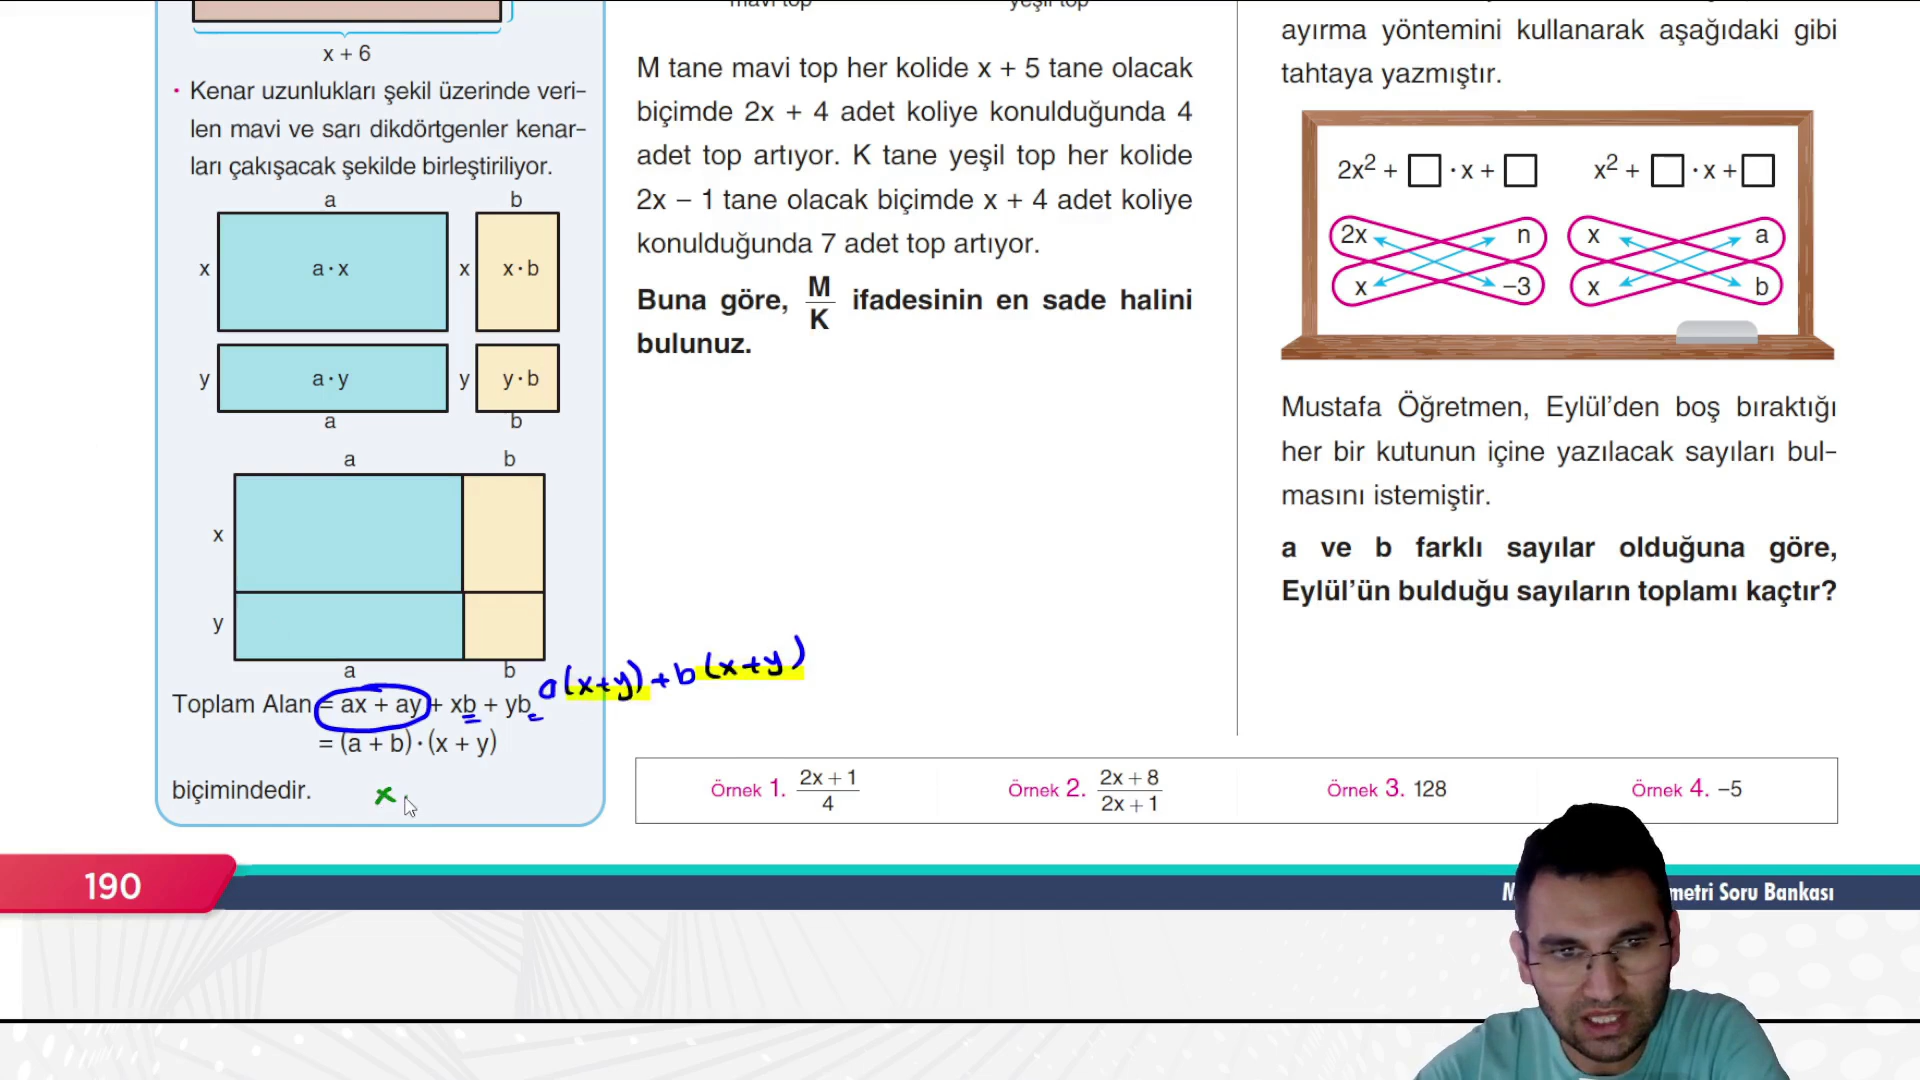 x + 6
• Kenar uzunlukları şekil üzerinde veri-
len mavi ve sarı dikdörtgenler kenar-
ları çakışacak şekilde birleştiriliyor.
a b
x a·x x x·b
y a·y y y·b
a b
a b
x
y
a b
a(x+y)+b(x+y)
Toplam Alan = ax + ay + xb + yb
= (a + b)·(x + y)
biçimindedir.
x
mavi top yeşil top
M tane mavi top her kolide x + 5 tane olacak
biçimde 2x + 4 adet koliye konulduğunda 4
adet top artıyor. K tane yeşil top her kolide
2x − 1 tane olacak biçimde x + 4 adet koliye
konulduğunda 7 adet top artıyor.
Buna göre, M/K ifadesinin en sade halini
bulunuz.
ayırma yöntemini kullanarak aşağıdaki gibi
tahtaya yazmıştır.
2x² + □ · x + □ x² + □ · x + □
2x n x a
x −3 x b
Mustafa Öğretmen, Eylül’den boş bıraktığı
her bir kutunun içine yazılacak sayıları bul-
masını istemiştir.
a ve b farklı sayılar olduğuna göre,
Eylül’ün bulduğu sayıların toplamı kaçtır?
Örnek 1. 2x + 1 / 4 Örnek 2. 2x + 8 / 2x + 1 Örnek 3. 128 Örnek 4. −5
190
metri Soru Bankası